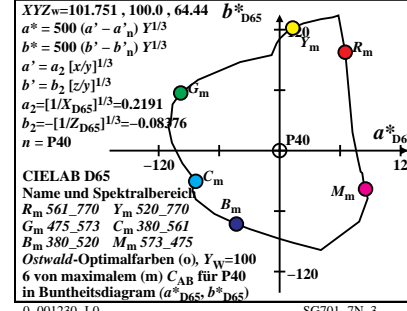 XYZw=101.751 , 100.0 , 64.44
b*D65
a* = 500 (a' − a'n) Y1/3
b* = 500 (b' − b'n) Y1/3
a' = a2 [x/y]1/3
b' = b2 [z/y]1/3
a2=[1/XD65]1/3=0.2191
b2=−[1/ZD65]1/3=−0.08376
n = P40
120
Ym
Rm
Gm
P40
a*D6
−120
12
CIELAB D65
Name und Spektralbereich
Cm
Mm
Rm 561_770 Ym 520_770
Gm 475_573 Cm 380_561
Bm
Bm 380_520 Mm 573_475
Ostwald-Optimalfarben (o), YW=100
6 von maximalem (m) CAB für P40
−120
in Buntheitsdiagram (a*D65, b*D65)
0_001230_L0
SG701_7N_3